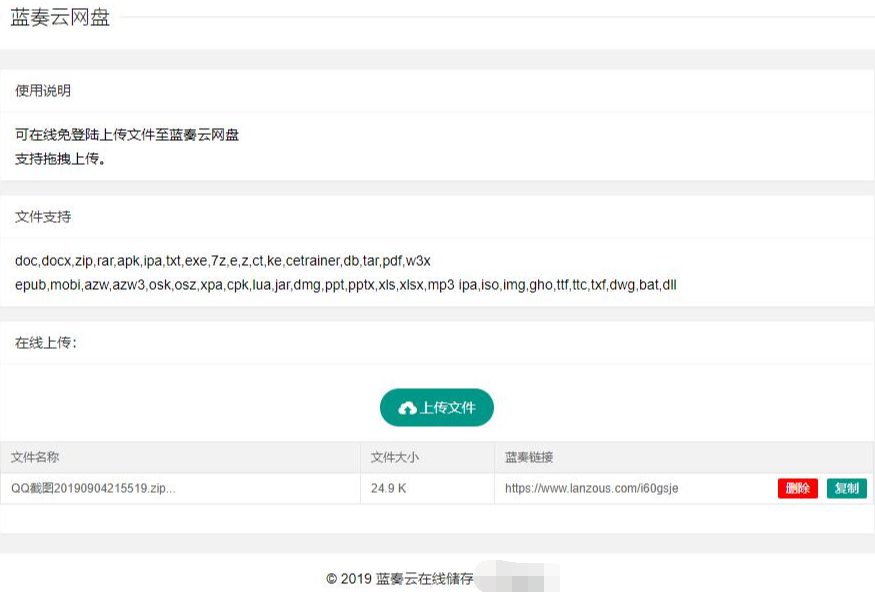 蓝奏云网盘
使用说明
可在线免登陆上传文件至蓝奏云网盘
支持拖拽上传。
文件支持
doc,docx,zip,rar,apk,ipa,txt,exe,7z,e,z,ct,ke,cetrainer,db,tar,pdf,w3x
epub,mobi,azw,azw3,osk,osz,xpa,cpk,lua,jar,dmg,ppt,pptx,xls,xlsx,mp3 ipa,iso,img,gho,ttf,ttc,txf,dwg,bat,dll
在线上传：
上传文件
文件名称 文件大小 蓝奏链接
QQ截图20190904215519.zip... 24.9 K https://www.lanzous.com/i60gsje 删除 复制
© 2019 蓝奏云在线储存